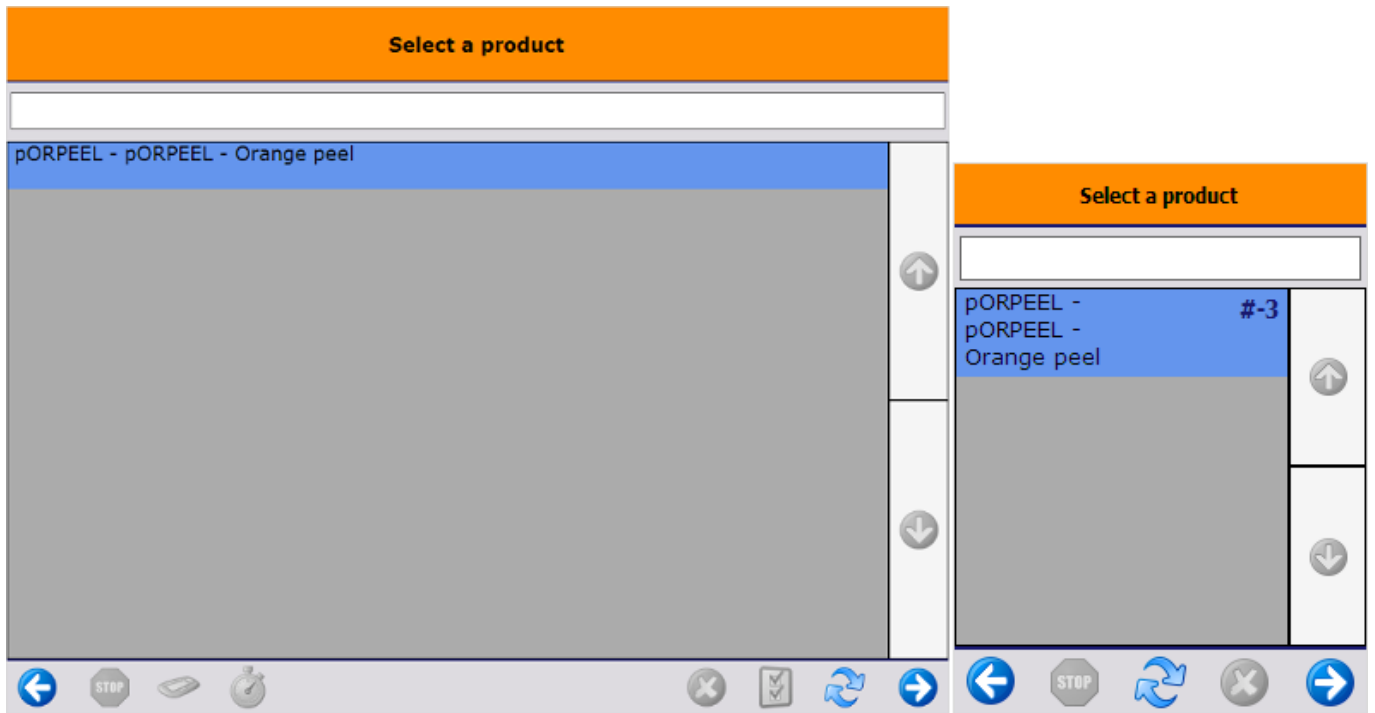 Select a product
pORPEEL - pORPEEL - Orange peel
STOP
Select a product
pORPEEL - #-3
pORPEEL -
Orange peel
STOP